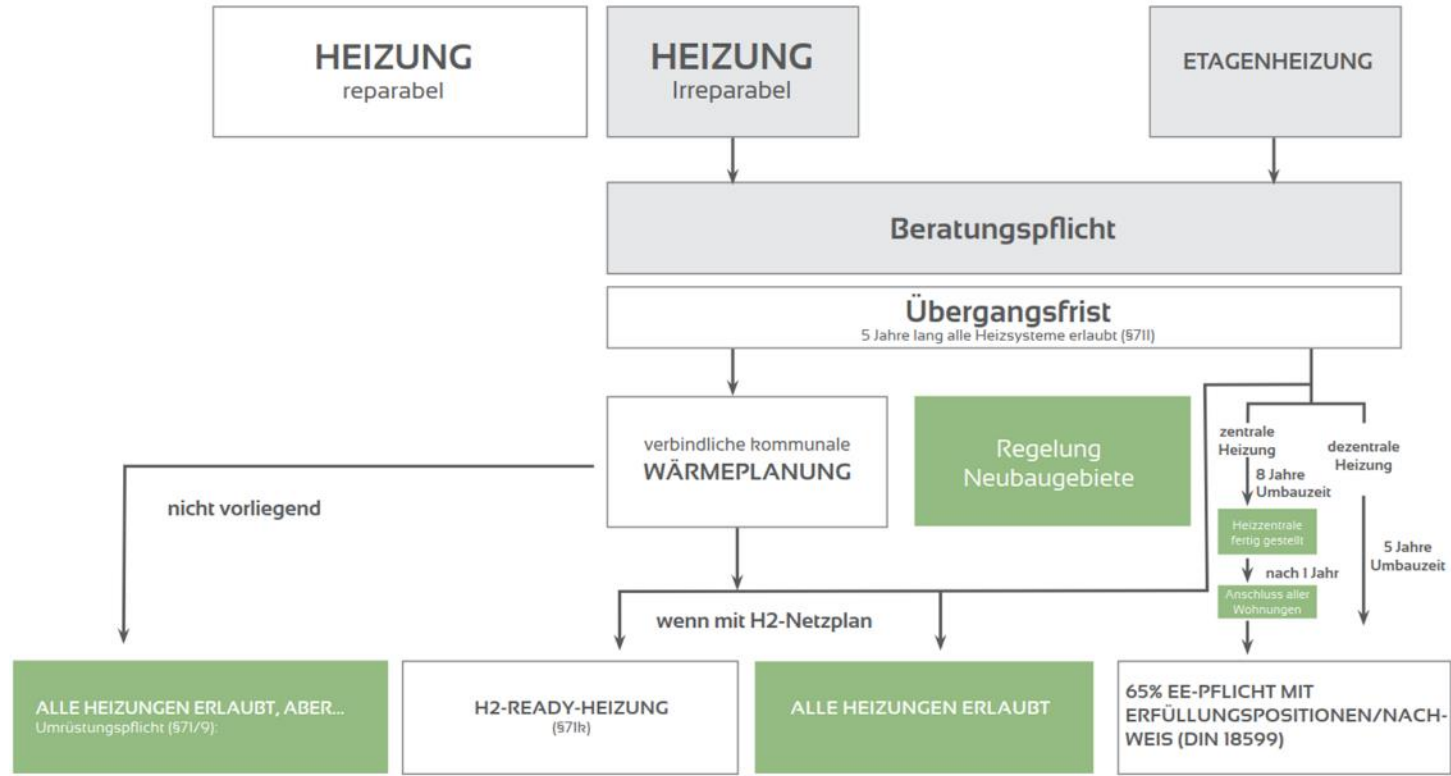 HEIZUNG
reparabel
HEIZUNG
Irreparabel
ETAGENHEIZUNG
Beratungspflicht
Übergangsfrist
5 Jahre lang alle Heizsysteme erlaubt (§71l)
verbindliche kommunale
WÄRMEPLANUNG
Regelung
Neubaugebiete
zentrale
Heizung
dezentrale
Heizung
8 Jahre
Umbauzeit
nicht vorliegend
Heizzentrale
fertig gestellt
5 Jahre
Umbauzeit
nach 1 Jahr
Anschluss aller
Wohnungen
wenn mit H2-Netzplan
ALLE HEIZUNGEN ERLAUBT, ABER...
Umrüstungspflicht (§71/9):
H2-READY-HEIZUNG
(§71k)
ALLE HEIZUNGEN ERLAUBT
65% EE-PFLICHT MIT
ERFÜLLUNGSPOSITIONEN/NACH-
WEIS (DIN 18599)